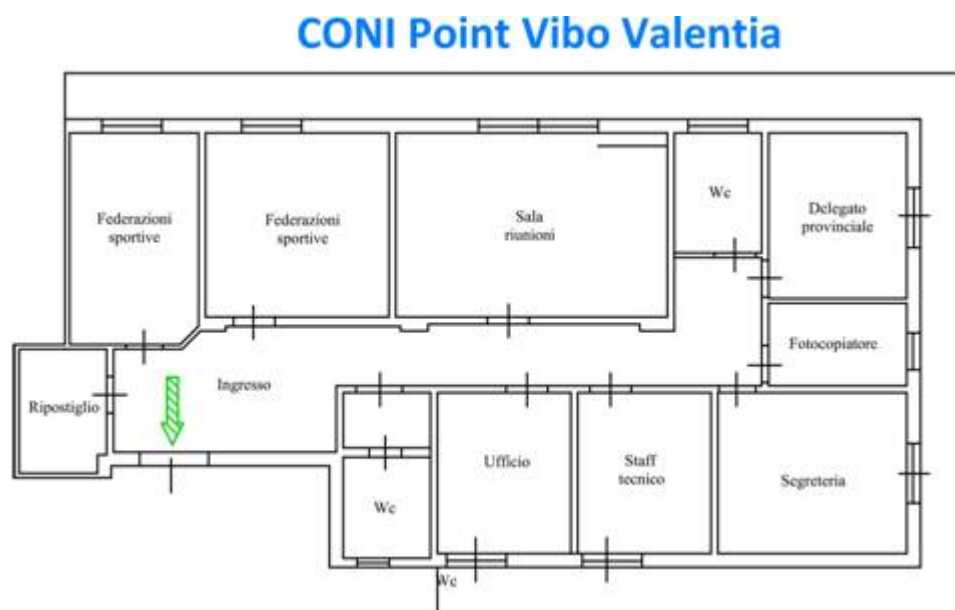 CONI Point Vibo Valentia
Federazioni
sportive
Federazioni
sportive
Sala
riunioni
Wc
Delegato
provinciale
Fotocopiatore
Ripostiglio
Ingresso
Ufficio
Staff
tecnico
Segreteria
Wc
Wc